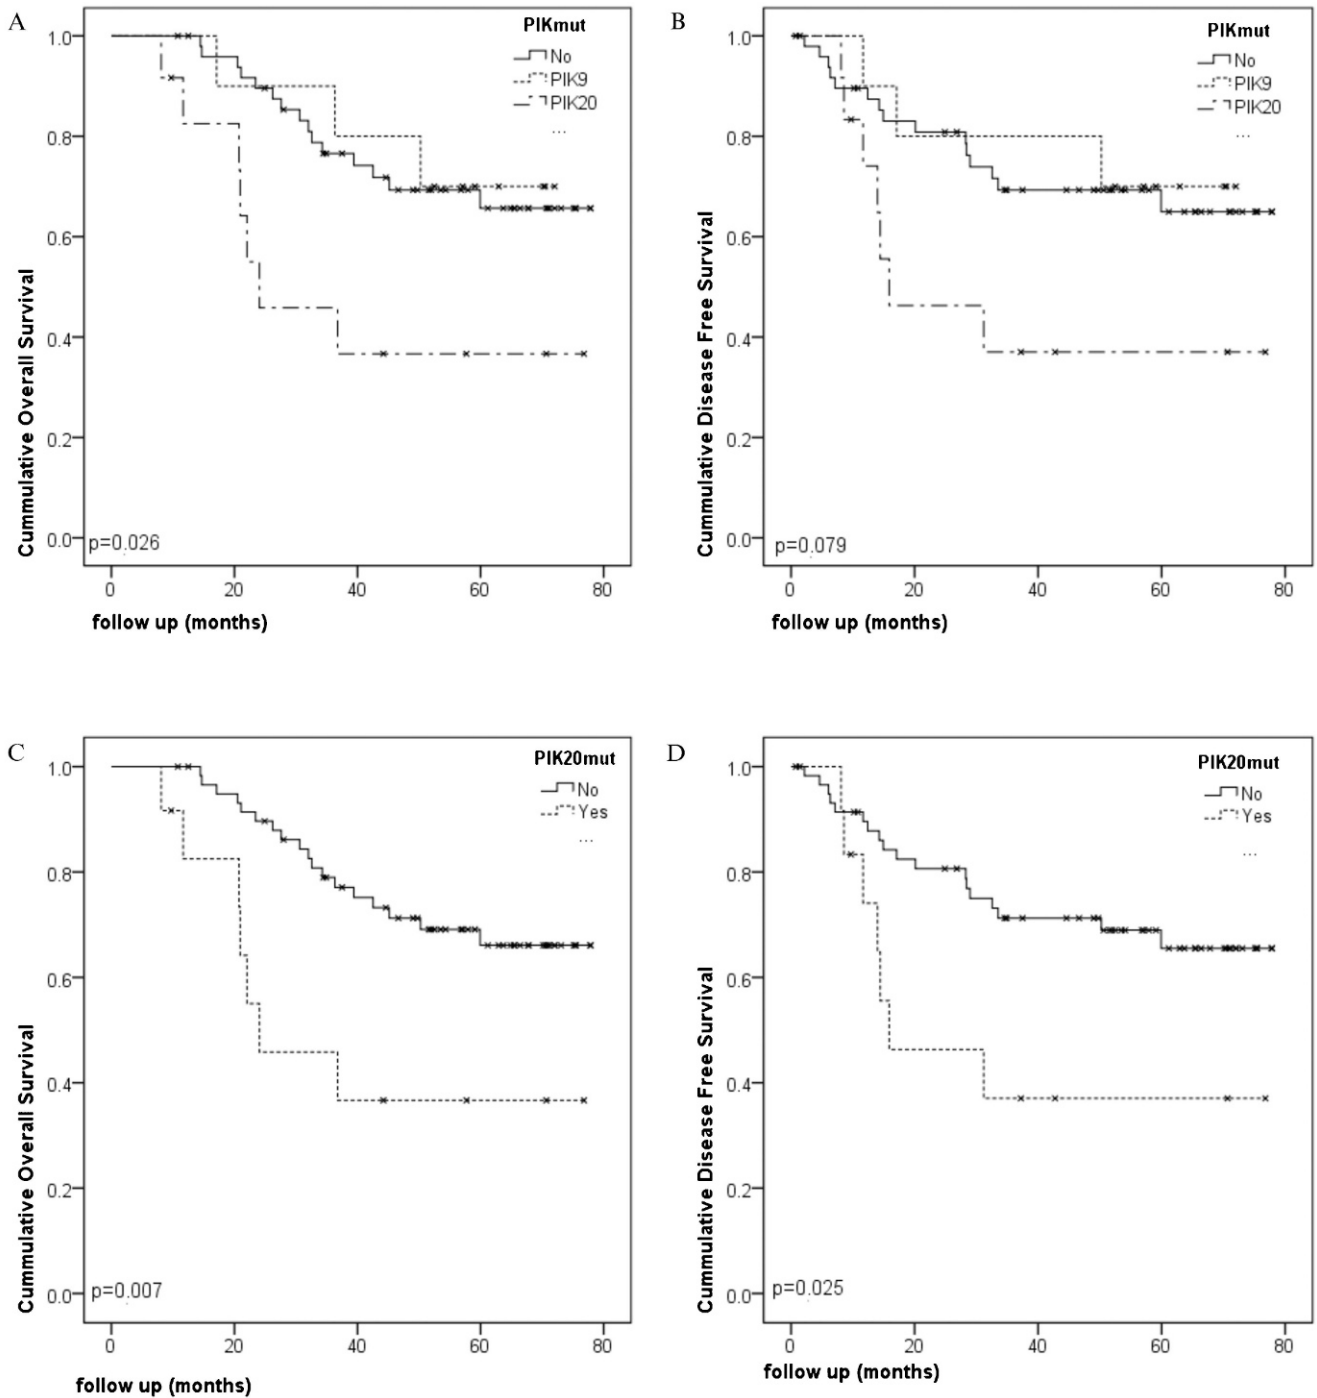 A
PIKmut
No
PIK9
PIK20
...
1.0
0.8
0.6
0.4
0.2
0.0
Cummulative Overall Survival
p=0.026
0 20 40 60 80
follow up (months)
B
PIKmut
No
PIK9
PIK20
...
1.0
0.8
0.6
0.4
0.2
0.0
Cummulative Disease Free Survival
p=0.079
0 20 40 60 80
follow up (months)
C
PIK20mut
No
Yes
...
1.0
0.8
0.6
0.4
0.2
0.0
Cummulative Overall Survival
p=0.007
0 20 40 60 80
follow up (months)
D
PIK20mut
No
Yes
...
1.0
0.8
0.6
0.4
0.2
0.0
Cummulative Disease Free Survival
p=0.025
0 20 40 60 80
follow up (months)